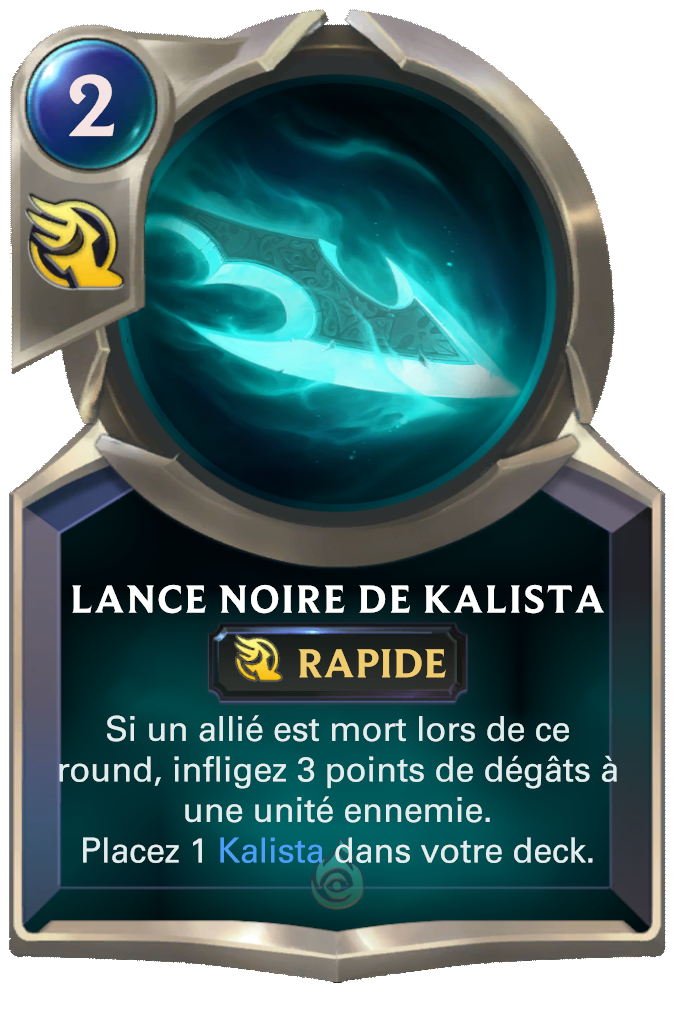 2
LANCE NOIRE DE KALISTA
RAPIDE
Si un allié est mort lors de ce
round, infligez 3 points de dégâts à
une unité ennemie.
Placez 1 Kalista dans votre deck.